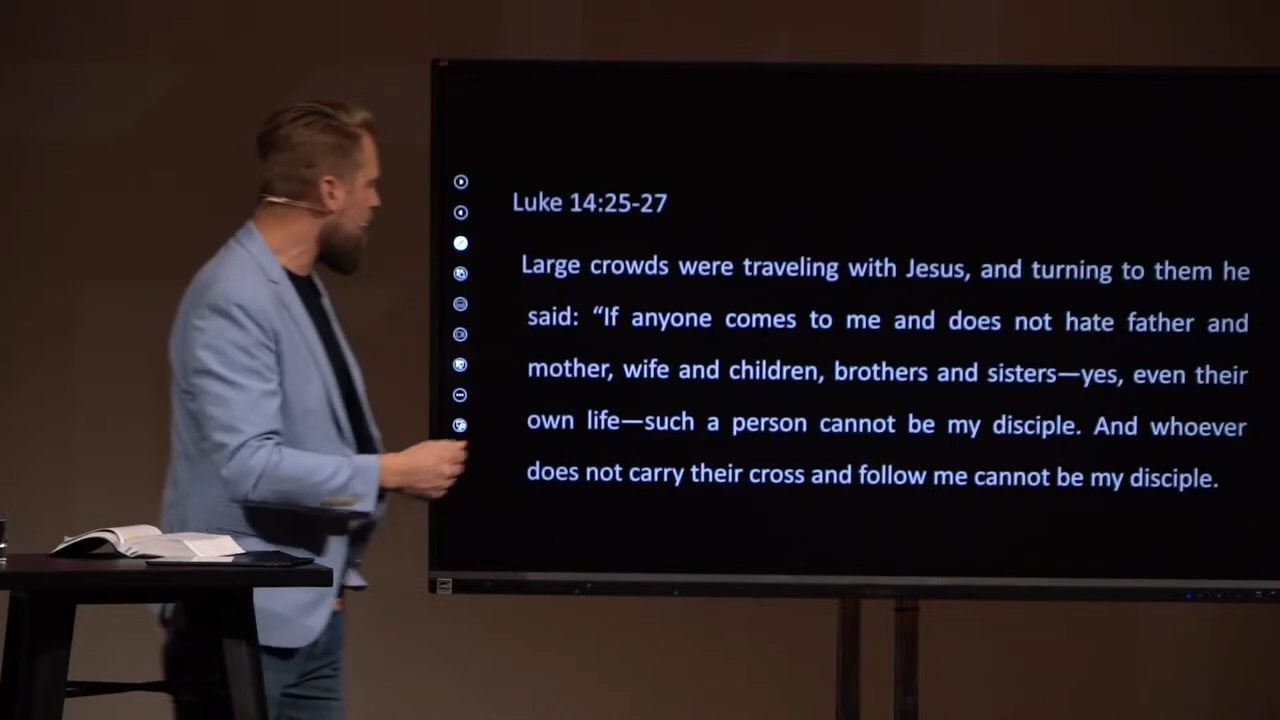 Luke 14:25-27
Large crowds were traveling with Jesus, and turning to them he
said: “If anyone comes to me and does not hate father and
mother, wife and children, brothers and sisters—yes, even their
own life—such a person cannot be my disciple. And whoever
does not carry their cross and follow me cannot be my disciple.